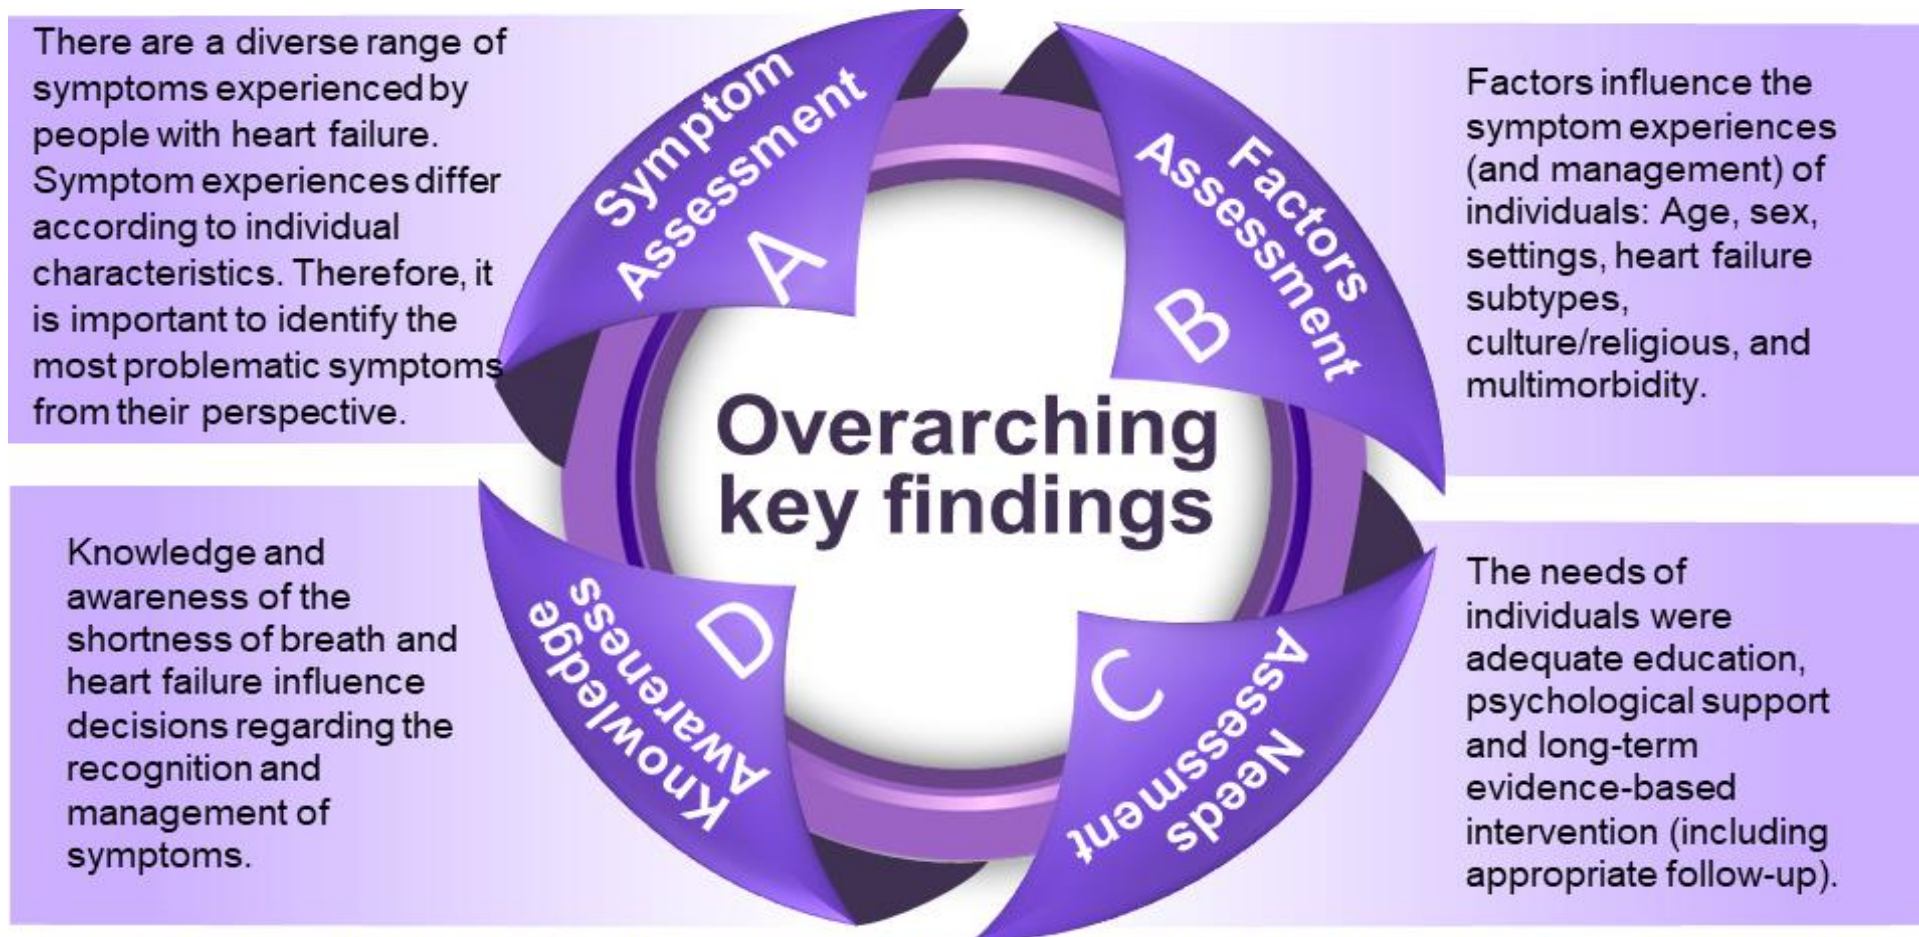 There are a diverse range of
symptoms experienced by
people with heart failure.
Symptom experiences differ
according to individual
characteristics. Therefore, it
is important to identify the
most problematic symptoms
from their perspective.
Symptom
Assessment
A
Factors
Assessment
B
Factors influence the
symptom experiences
(and management) of
individuals: Age, sex,
settings, heart failure
subtypes,
culture/religious, and
multimorbidity.
Overarching
key findings
Knowledge and
awareness of the
shortness of breath and
heart failure influence
decisions regarding the
recognition and
management of
symptoms.
D
Knowledge
Awareness
C
Needs
Assessment
The needs of
individuals were
adequate education,
psychological support
and long-term
evidence-based
intervention (including
appropriate follow-up).